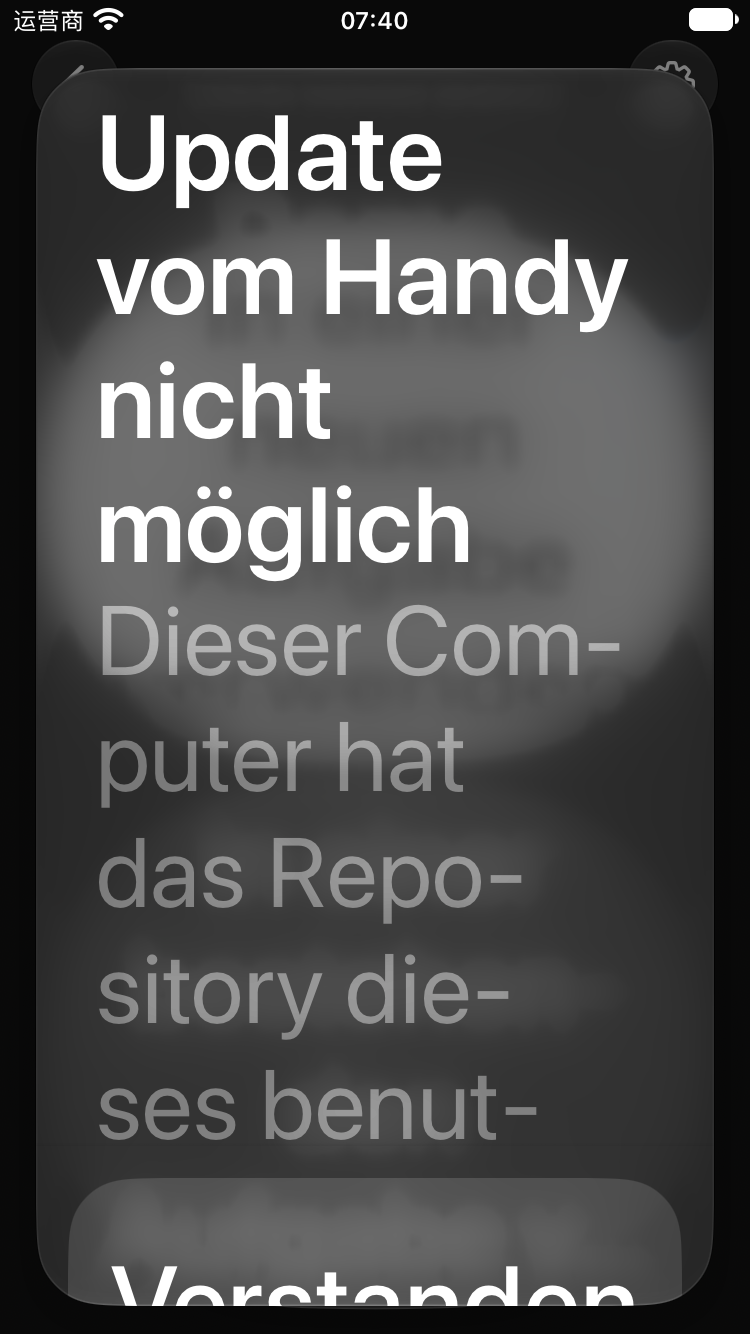 运营商 07:40
Update
vom Handy
nicht
möglich
Dieser Com-
puter hat
das Repo-
sitory die-
ses benut-
Verstanden